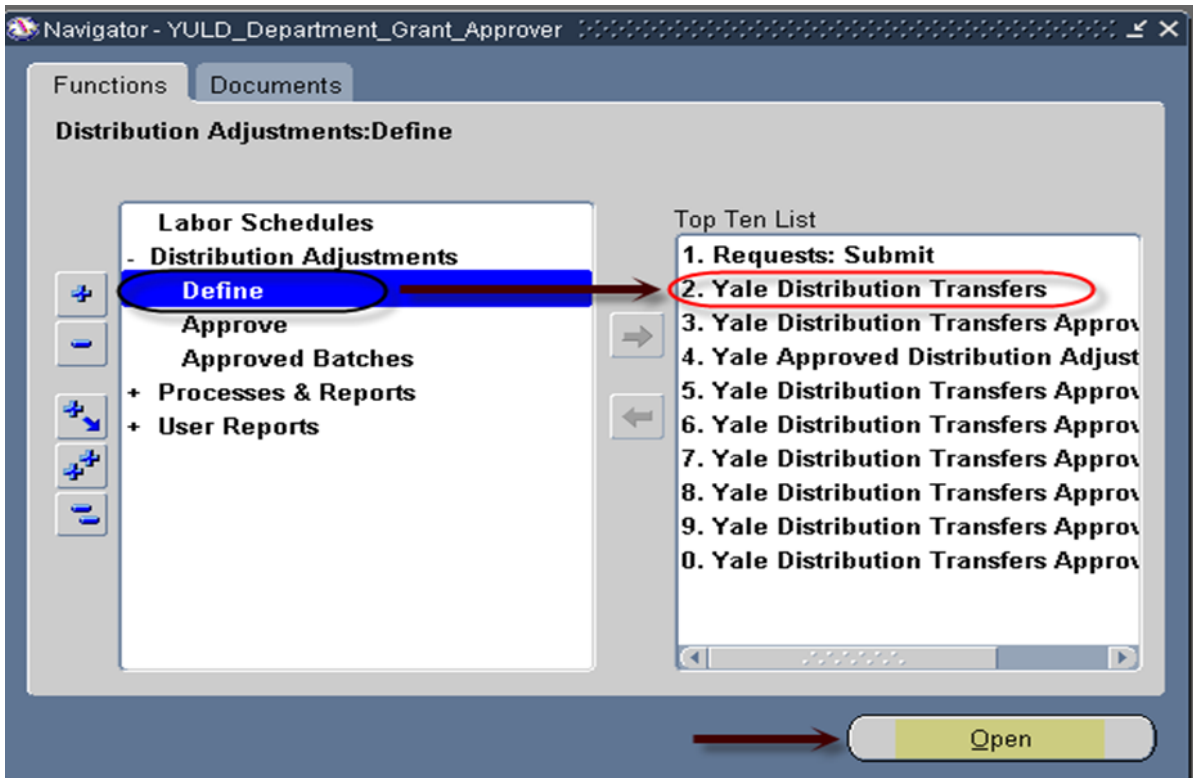 Navigator - YULD_Department_Grant_Approver
Functions
Documents
Distribution Adjustments:Define
Labor Schedules
- Distribution Adjustments
Define
Approve
Approved Batches
+ Processes & Reports
+ User Reports
Top Ten List
1. Requests: Submit
2. Yale Distribution Transfers
3. Yale Distribution Transfers Approv
4. Yale Approved Distribution Adjust
5. Yale Distribution Transfers Approv
6. Yale Distribution Transfers Approv
7. Yale Distribution Transfers Approv
8. Yale Distribution Transfers Approv
9. Yale Distribution Transfers Approv
0. Yale Distribution Transfers Approv
Open